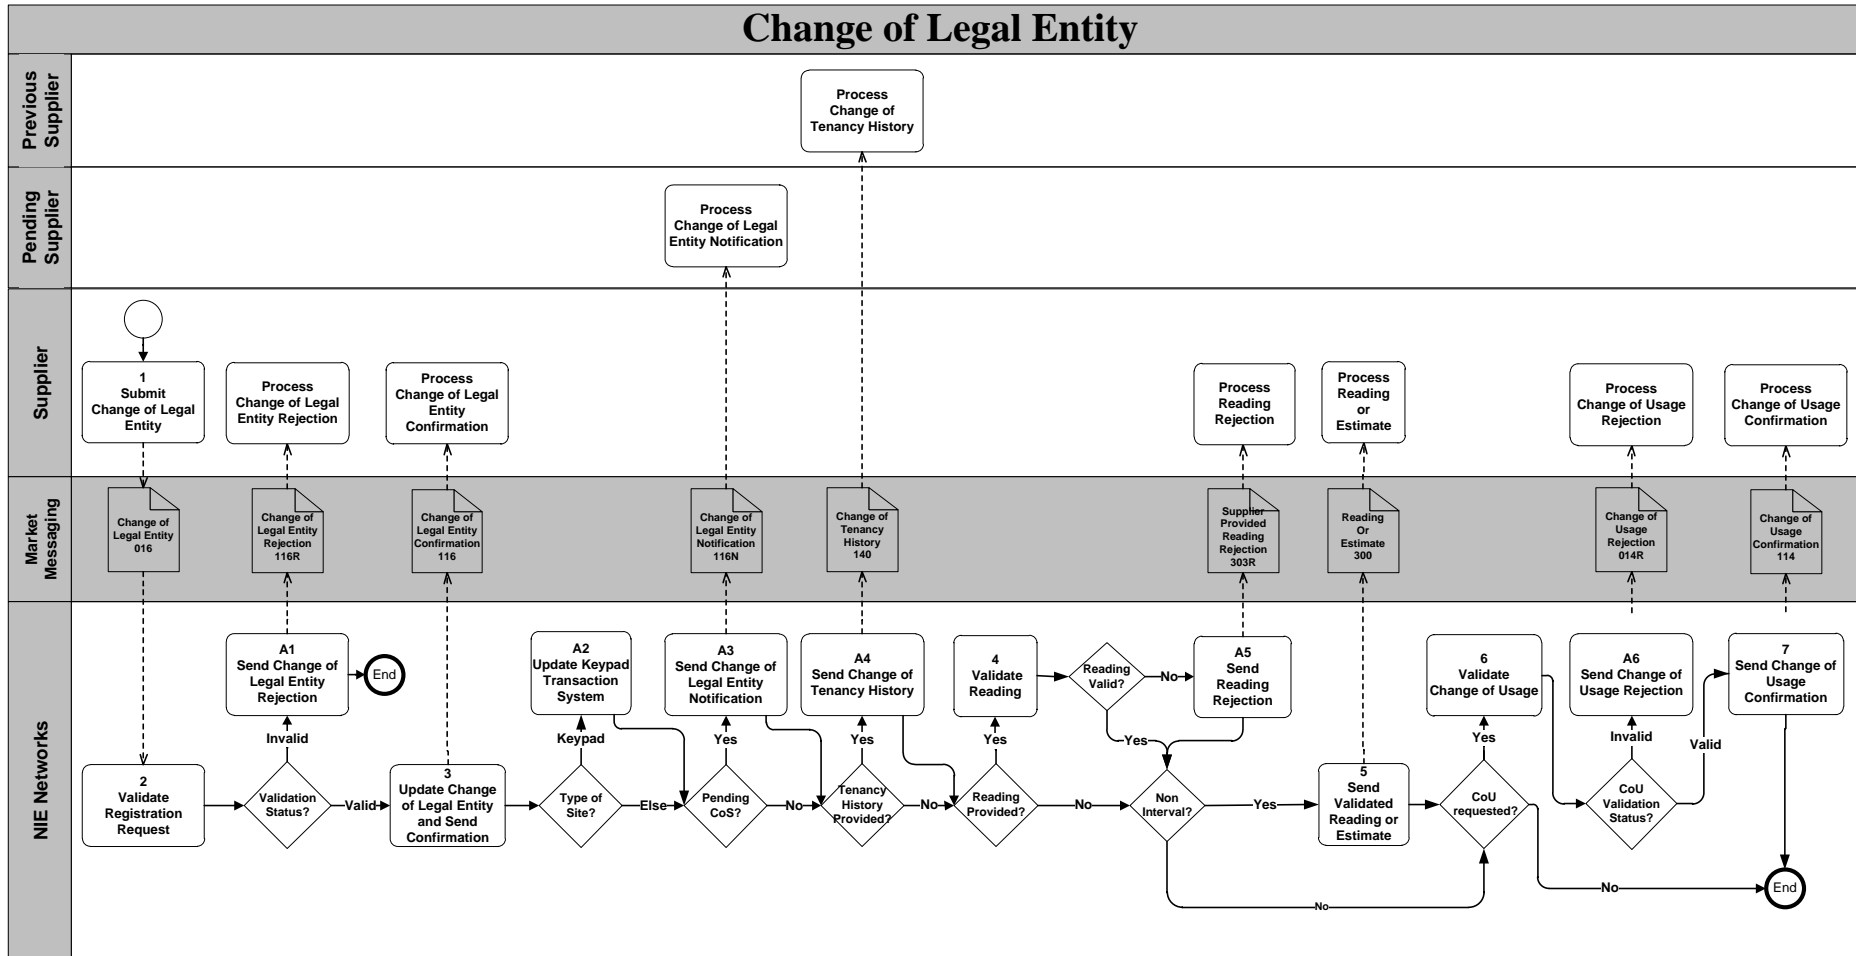 Change of Legal Entity
Previous
Supplier
Process
Change of
Tenancy History
Pending
Supplier
Process
Change of Legal
Entity Notification
Supplier
1
Submit
Change of Legal
Entity
Process
Change of Legal
Entity Rejection
Process
Change of Legal
Entity
Confirmation
Process
Reading
Rejection
Process
Reading
or
Estimate
Process
Change of Usage
Rejection
Process
Change of Usage
Confirmation
Market
Messaging
Change of
Legal Entity
016
Change of
Legal Entity
Rejection
116R
Change of
Legal Entity
Confirmation
116
Change of
Legal Entity
Notification
116N
Change of
Tenancy
History
140
Supplier
Provided
Reading
Rejection
303R
Reading
Or
Estimate
300
Change of
Usage
Rejection
014R
Change of
Usage
Confirmation
114
NIE Networks
A1
Send Change of
Legal Entity
Rejection
End
A2
Update Keypad
Transaction
System
A3
Send Change of
Legal Entity
Notification
A4
Send Change of
Tenancy History
4
Validate
Reading
Reading
Valid?
No
A5
Send
Reading
Rejection
6
Validate
Change of Usage
A6
Send Change of
Usage Rejection
7
Send Change of
Usage
Confirmation
Invalid
Keypad
Yes
Yes
Yes
Yes
Yes
Invalid
Valid
2
Validate
Registration
Request
Validation
Status?
Valid
3
Update Change
of Legal Entity
and Send
Confirmation
Type of
Site?
Else
Pending
CoS?
No
Tenancy
History
Provided?
No
Reading
Provided?
No
Non
Interval?
Yes
5
Send
Validated
Reading or
Estimate
CoU
requested?
CoU
Validation
Status?
No
No
End